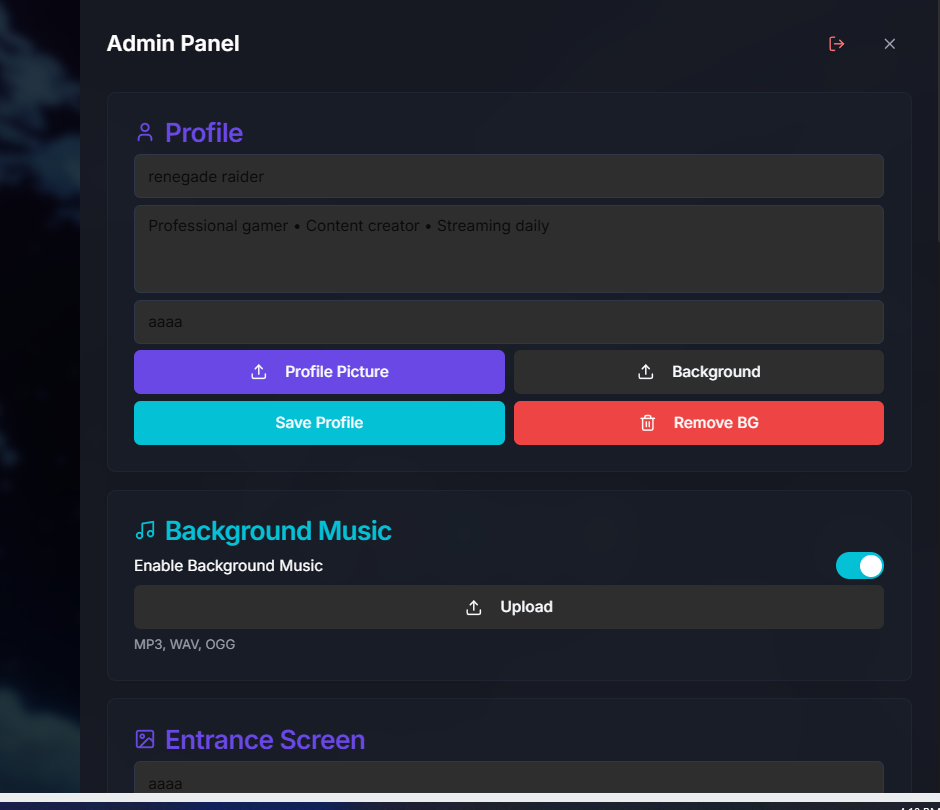 Admin Panel
Profile
renegade raider
Professional gamer • Content creator • Streaming daily
aaaa
Profile Picture
Background
Save Profile
Remove BG
Background Music
Enable Background Music
Upload
MP3, WAV, OGG
Entrance Screen
aaaa